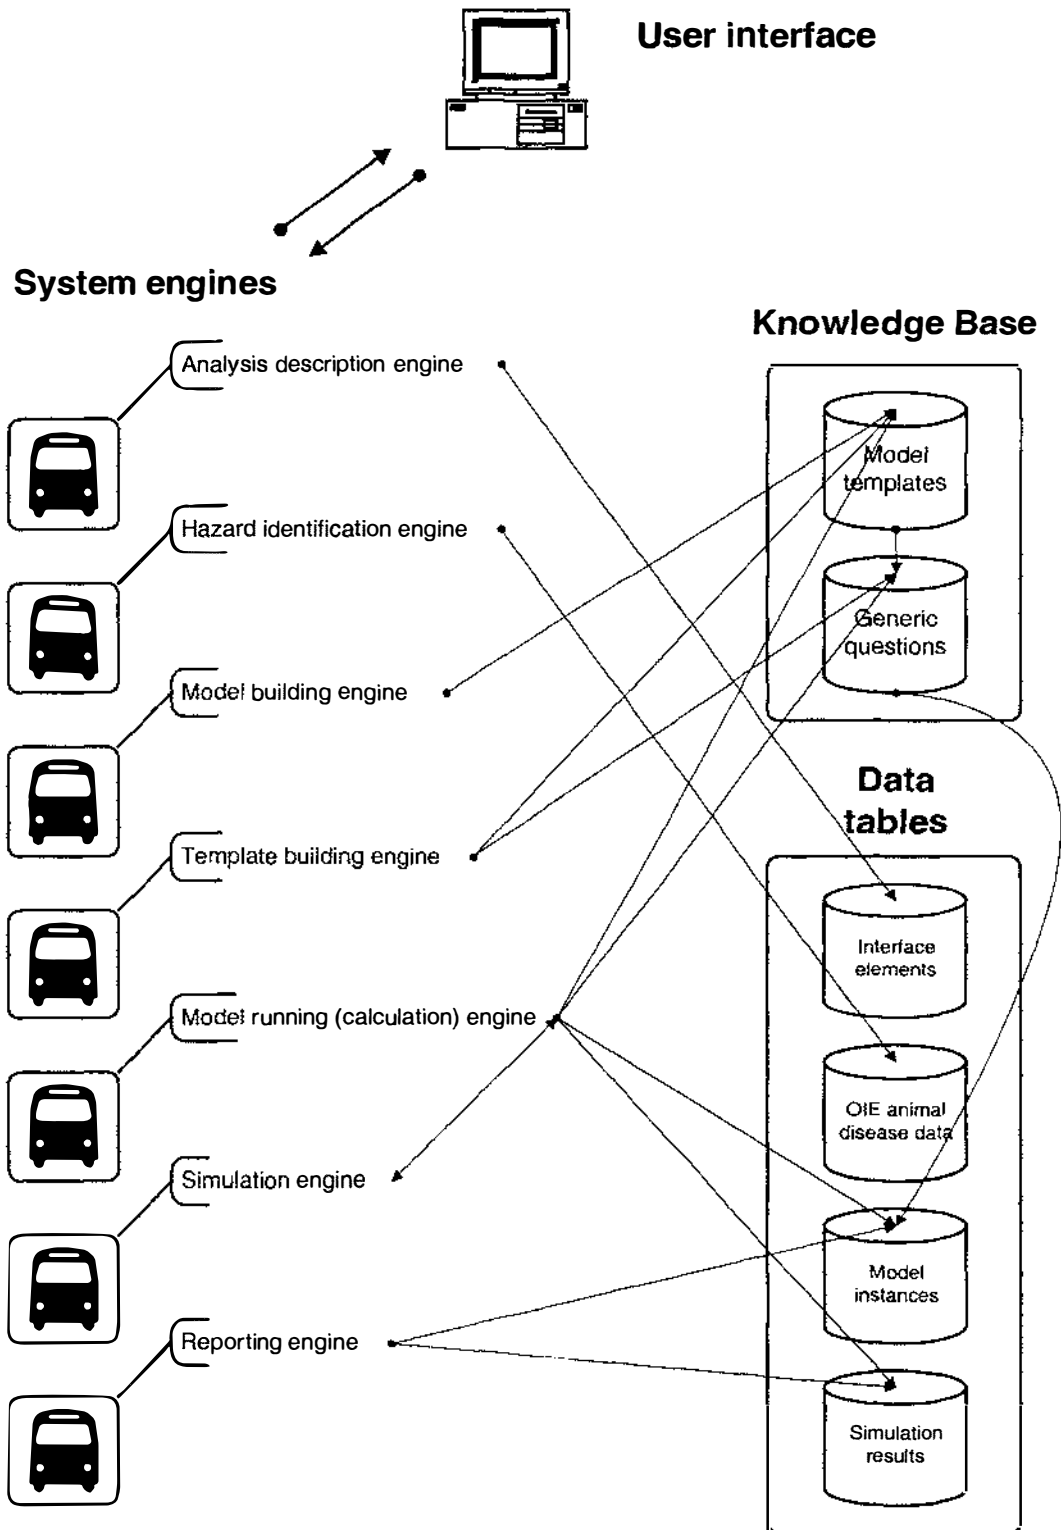 User interface
System engines
Knowledge Base
Analysis description engine
Hazard identification engine
Model building engine
Template building engine
Model running (calculation) engine
Simulation engine
Reporting engine
Model
templates
Generic
questions
Data
tables
Interface
elements
OIE animal
disease data
Model
instances
Simulation
results